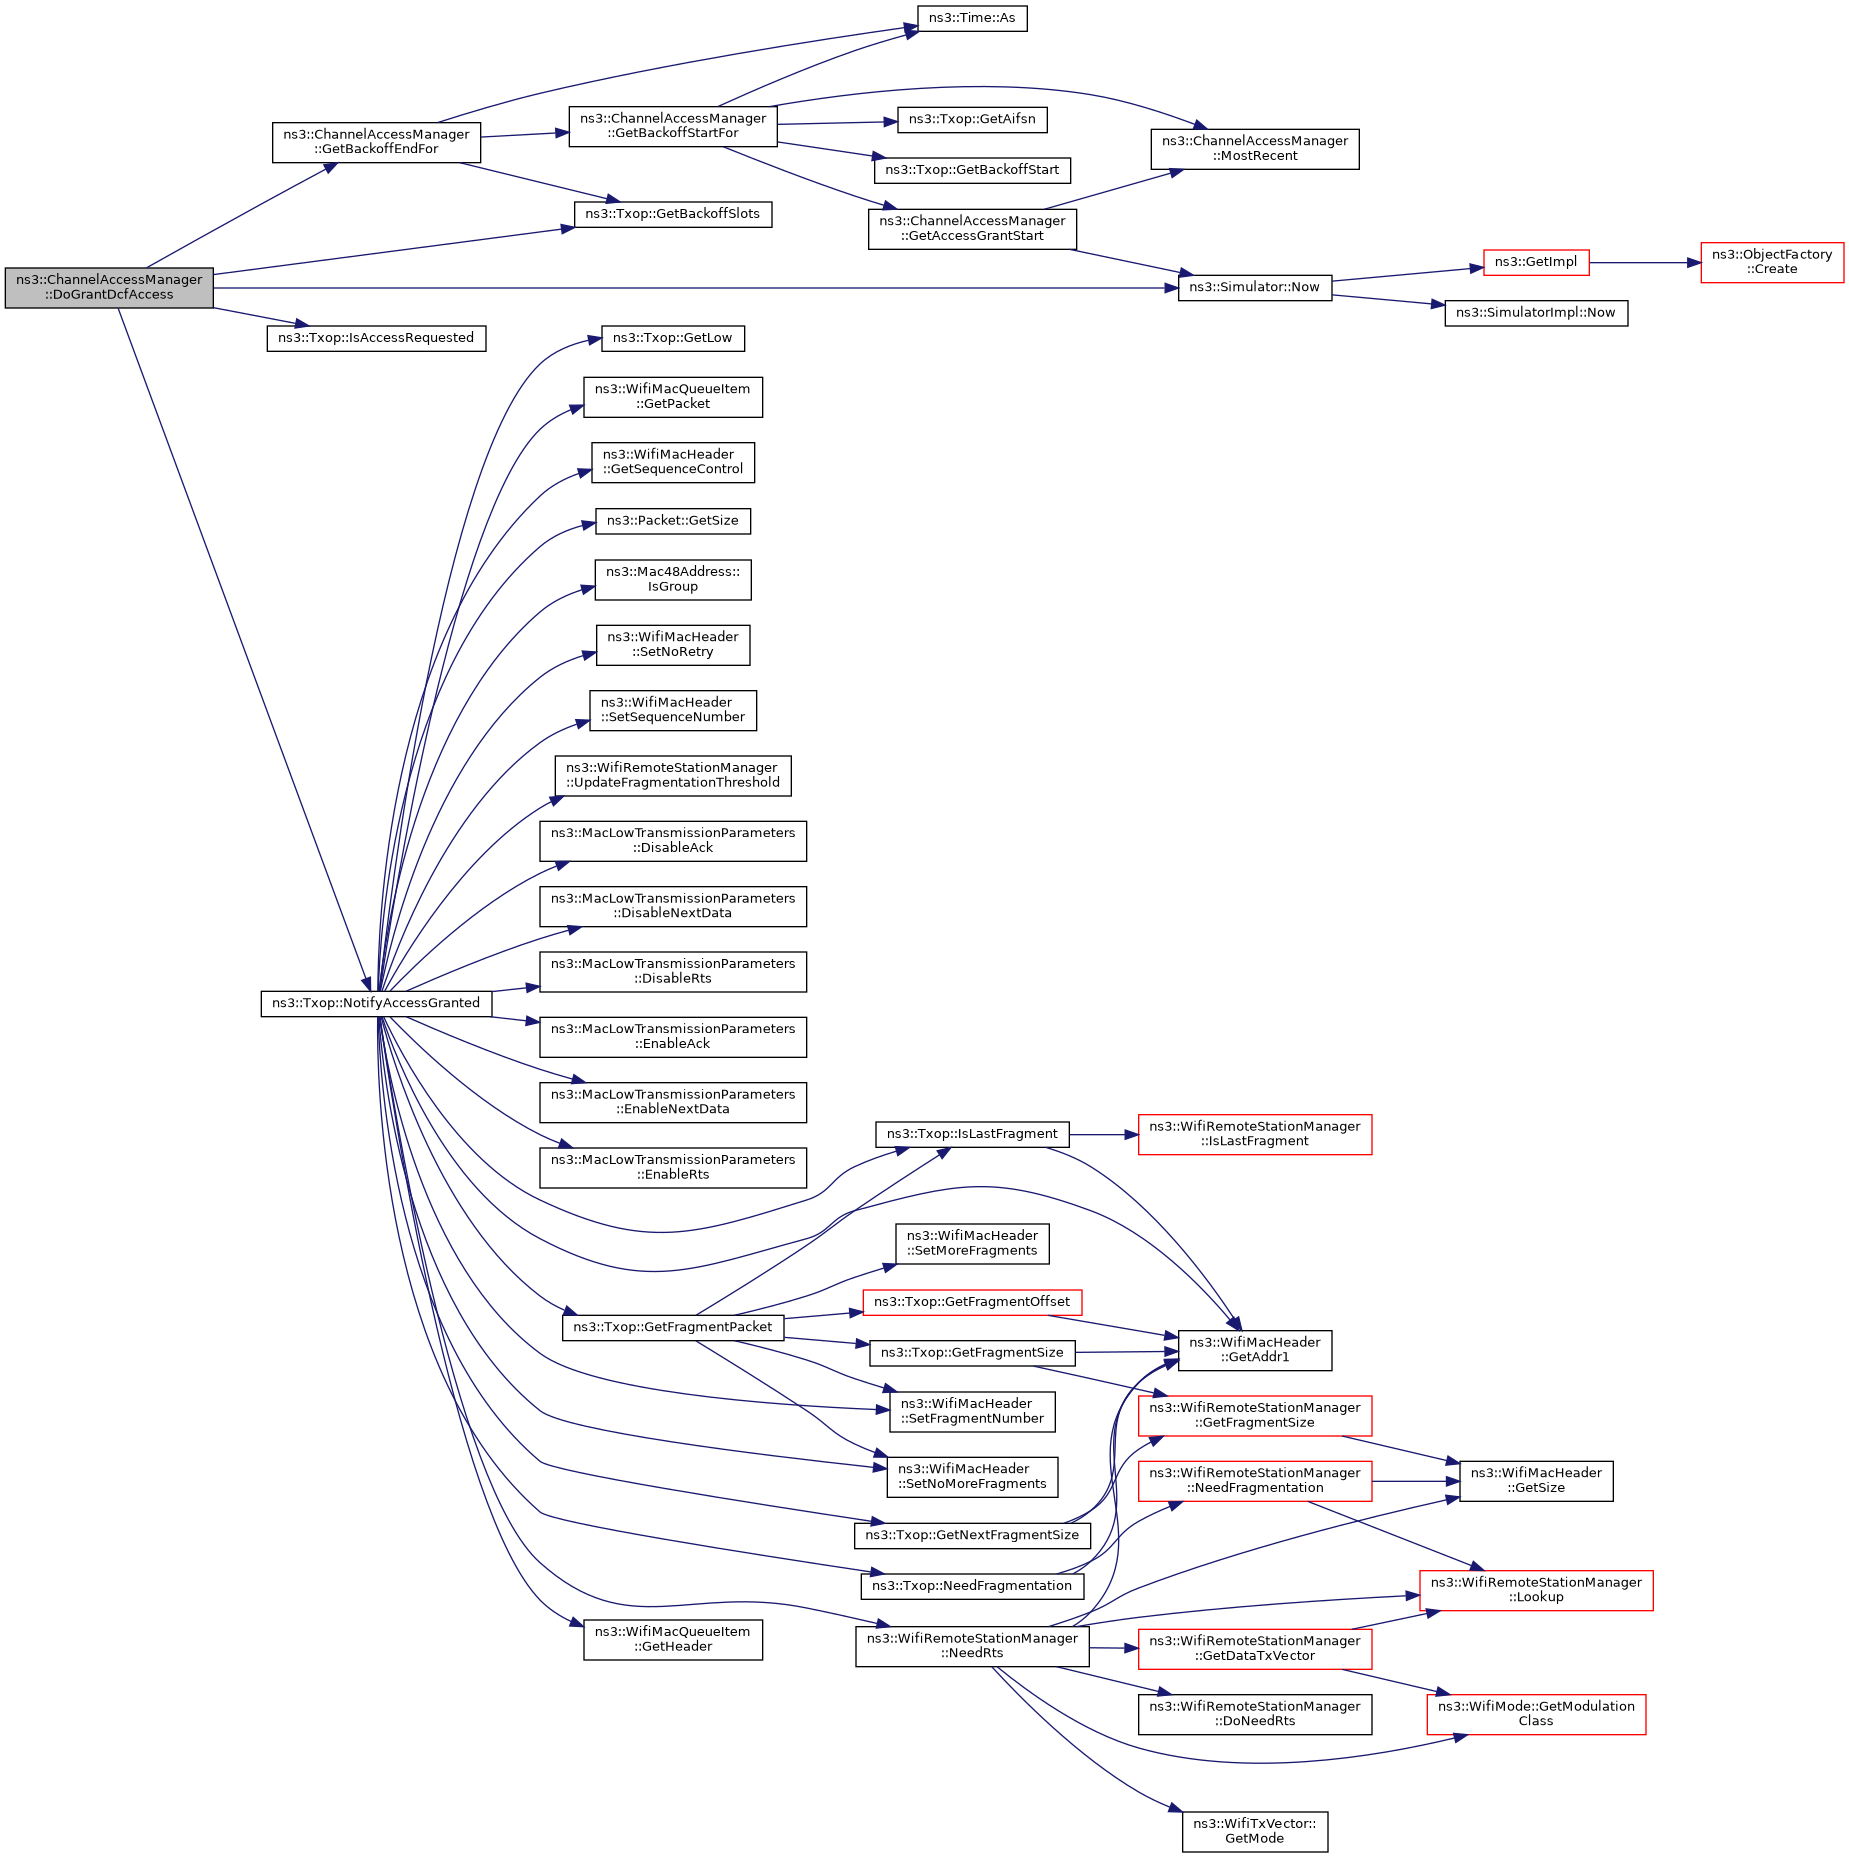 ns3::Time::As
ns3::ChannelAccessManager
::GetBackoffEndFor
ns3::ChannelAccessManager
::GetBackoffStartFor
ns3::Txop::GetAifsn
ns3::ChannelAccessManager
::MostRecent
ns3::Txop::GetBackoffStart
ns3::Txop::GetBackoffSlots
ns3::ChannelAccessManager
::GetAccessGrantStart
ns3::ChannelAccessManager
::DoGrantDcfAccess
ns3::Simulator::Now
ns3::GetImpl
ns3::ObjectFactory
::Create
ns3::SimulatorImpl::Now
ns3::Txop::IsAccessRequested
ns3::Txop::GetLow
ns3::WifiMacQueueItem
::GetPacket
ns3::WifiMacHeader
::GetSequenceControl
ns3::Packet::GetSize
ns3::Mac48Address::
IsGroup
ns3::WifiMacHeader
::SetNoRetry
ns3::WifiMacHeader
::SetSequenceNumber
ns3::WifiRemoteStationManager
::UpdateFragmentationThreshold
ns3::MacLowTransmissionParameters
::DisableAck
ns3::MacLowTransmissionParameters
::DisableNextData
ns3::MacLowTransmissionParameters
::DisableRts
ns3::Txop::NotifyAccessGranted
ns3::MacLowTransmissionParameters
::EnableAck
ns3::MacLowTransmissionParameters
::EnableNextData
ns3::MacLowTransmissionParameters
::EnableRts
ns3::Txop::IsLastFragment
ns3::WifiRemoteStationManager
::IsLastFragment
ns3::WifiMacHeader
::SetMoreFragments
ns3::Txop::GetFragmentOffset
ns3::Txop::GetFragmentPacket
ns3::Txop::GetFragmentSize
ns3::WifiMacHeader
::GetAddr1
ns3::WifiMacHeader
::SetFragmentNumber
ns3::WifiRemoteStationManager
::GetFragmentSize
ns3::WifiMacHeader
::SetNoMoreFragments
ns3::WifiRemoteStationManager
::NeedFragmentation
ns3::WifiMacHeader
::GetSize
ns3::Txop::GetNextFragmentSize
ns3::Txop::NeedFragmentation
ns3::WifiRemoteStationManager
::Lookup
ns3::WifiMacQueueItem
::GetHeader
ns3::WifiRemoteStationManager
::NeedRts
ns3::WifiRemoteStationManager
::GetDataTxVector
ns3::WifiRemoteStationManager
::DoNeedRts
ns3::WifiMode::GetModulation
Class
ns3::WifiTxVector::
GetMode